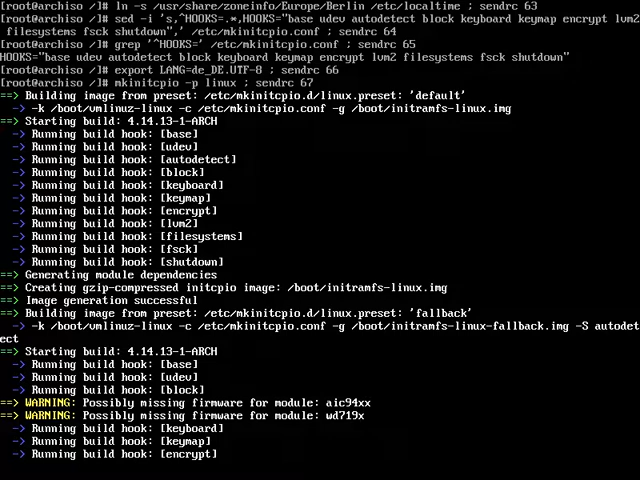 [root@archiso /]# ln -s /usr/share/zoneinfo/Europe/Berlin /etc/localtime ; sendrc 63
[root@archiso /]# sed -i 's,^HOOKS=.*,HOOKS="base udev autodetect block keyboard keymap encrypt lvm2
 filesystems fsck shutdown",' /etc/mkinitcpio.conf ; sendrc 64
[root@archiso /]# grep '^HOOKS=' /etc/mkinitcpio.conf ; sendrc 65
HOOKS="base udev autodetect block keyboard keymap encrypt lvm2 filesystems fsck shutdown"
[root@archiso /]# export LANG=de_DE.UTF-8 ; sendrc 66
[root@archiso /]# mkinitcpio -p linux ; sendrc 67
==> Building image from preset: /etc/mkinitcpio.d/linux.preset: 'default'
  -> -k /boot/vmlinuz-linux -c /etc/mkinitcpio.conf -g /boot/initramfs-linux.img
==> Starting build: 4.14.13-1-ARCH
  -> Running build hook: [base]
  -> Running build hook: [udev]
  -> Running build hook: [autodetect]
  -> Running build hook: [block]
  -> Running build hook: [keyboard]
  -> Running build hook: [keymap]
  -> Running build hook: [encrypt]
  -> Running build hook: [lvm2]
  -> Running build hook: [filesystems]
  -> Running build hook: [fsck]
  -> Running build hook: [shutdown]
==> Generating module dependencies
==> Creating gzip-compressed initcpio image: /boot/initramfs-linux.img
==> Image generation successful
==> Building image from preset: /etc/mkinitcpio.d/linux.preset: 'fallback'
  -> -k /boot/vmlinuz-linux -c /etc/mkinitcpio.conf -g /boot/initramfs-linux-fallback.img -S autodet
ect
==> Starting build: 4.14.13-1-ARCH
  -> Running build hook: [base]
  -> Running build hook: [udev]
  -> Running build hook: [block]
==> WARNING: Possibly missing firmware for module: aic94xx
==> WARNING: Possibly missing firmware for module: wd719x
  -> Running build hook: [keyboard]
  -> Running build hook: [keymap]
  -> Running build hook: [encrypt]